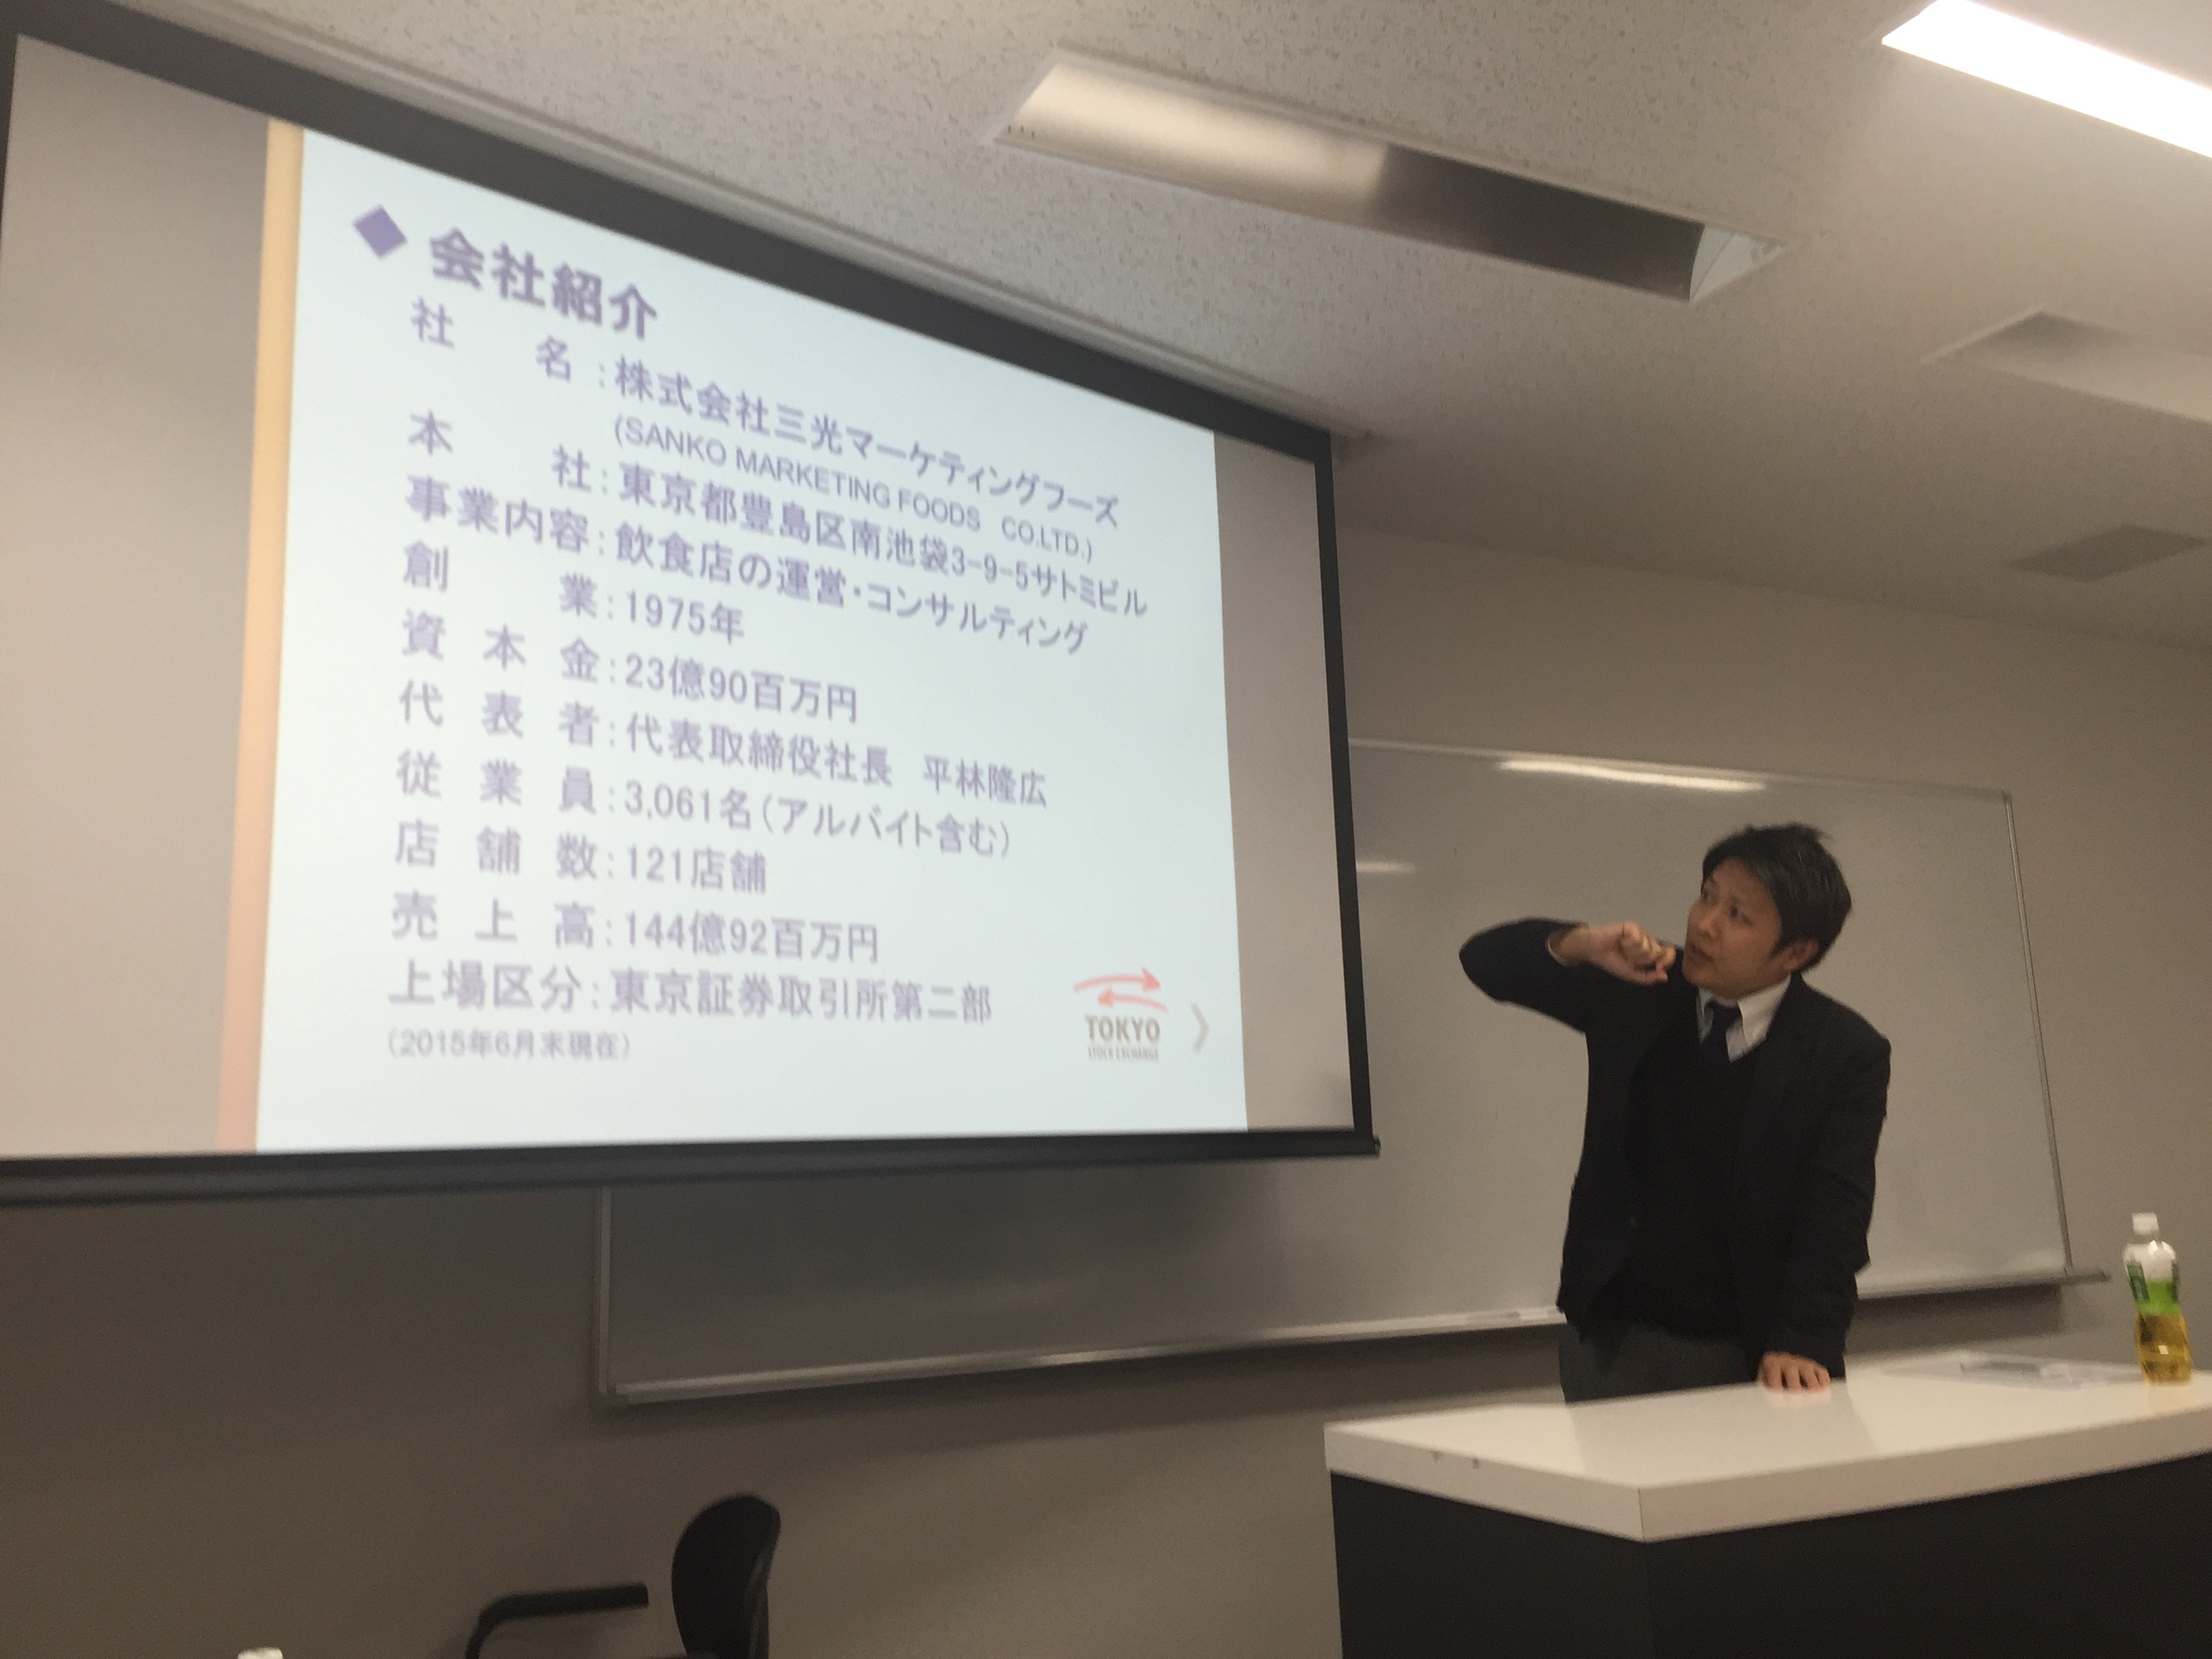 ◆ 会社紹介
社 名：株式会社三光マーケティングフーズ
(SANKO MARKETING FOODS CO.LTD.)
本 社：東京都豊島区南池袋3-9-5サトミビル
事業内容：飲食店の運営・コンサルティング
創 業：1975年
資 本 金：23億90百万円
代 表 者：代表取締役社長 平林隆広
従 業 員：3,061名（アルバイト含む）
店 舗 数：121店舗
売 上 高：144億92百万円
上場区分：東京証券取引所第二部
（2015年6月末現在）
TOKYO
STOCK EXCHANGE